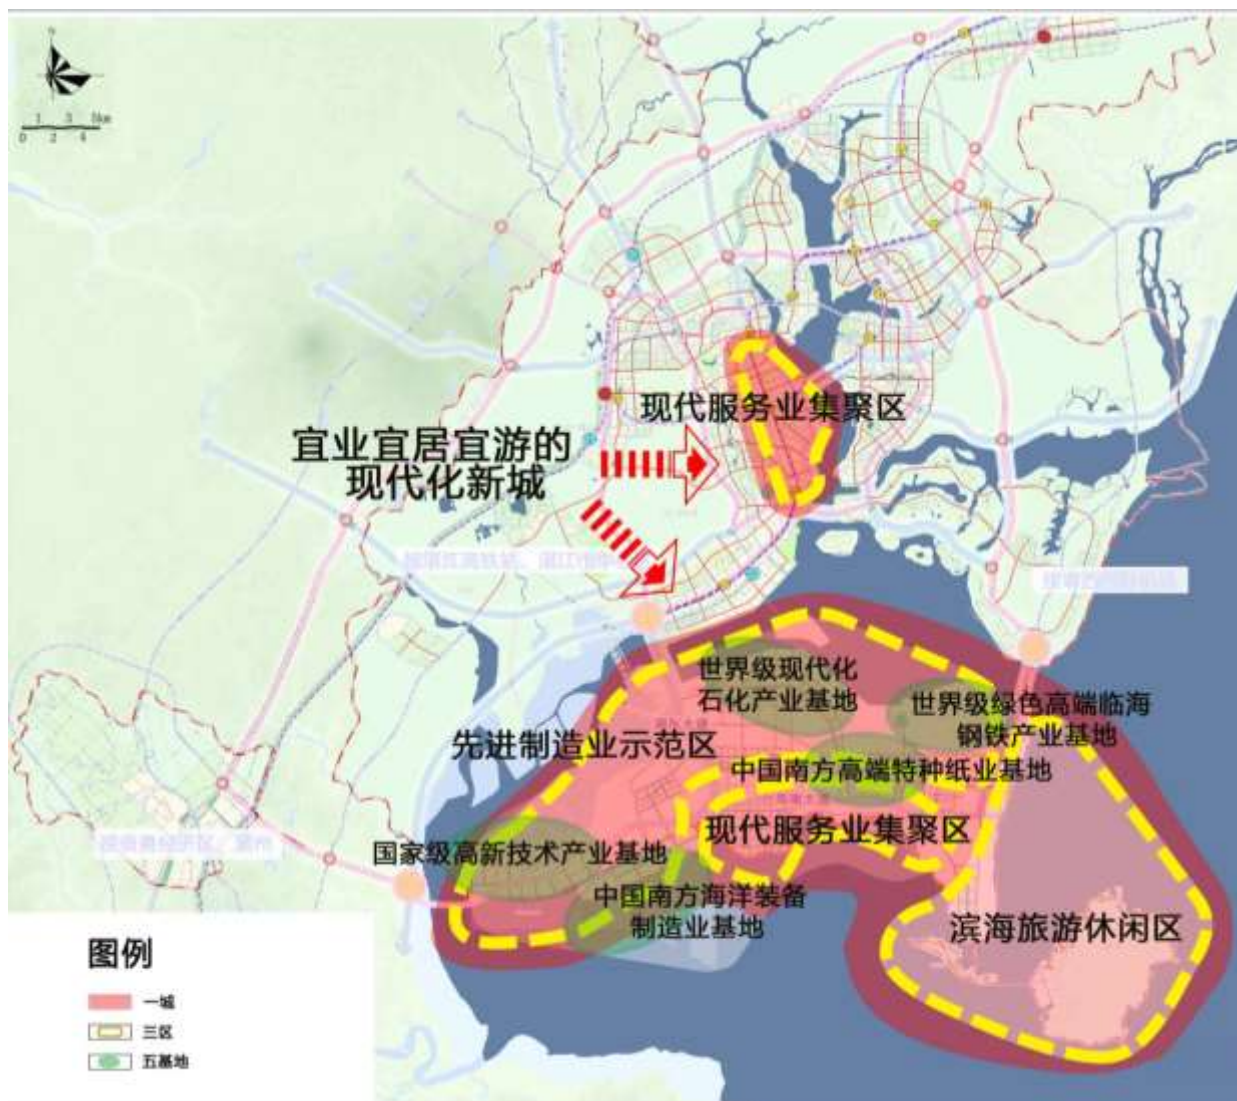 1 3 5km
0 2 4
现代服务业集聚区
宜业宜居宜游的
现代化新城
世界级现代化
石化产业基地
世界级绿色高端临海
钢铁产业基地
先进制造业示范区
中国南方高端特种纸业基地
现代服务业集聚区
国家级高新技术产业基地
中国南方海洋装备
制造业基地
滨海旅游休闲区
图例
一城
三区
五基地